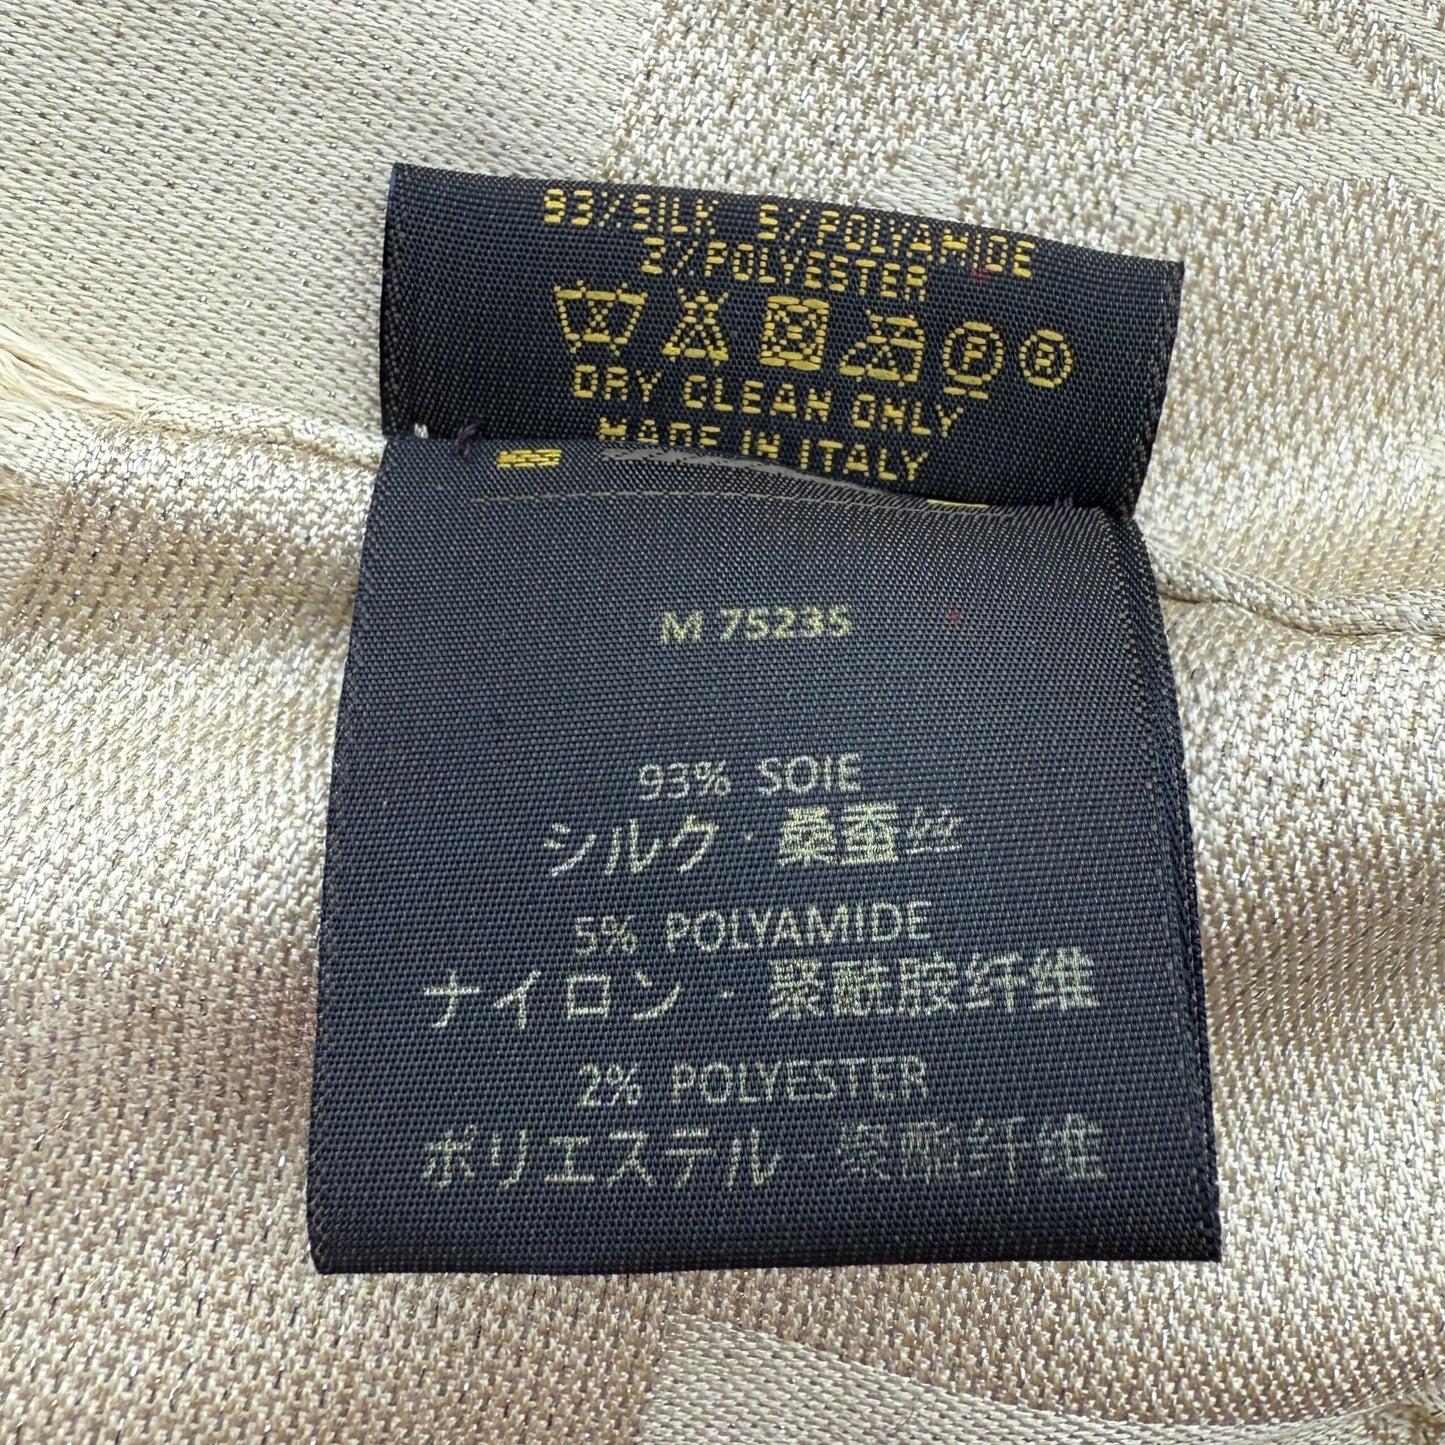 93%SILK 5%POLYAMIDE
2%POLYESTER
P
DRY CLEAN ONLY
MADE IN ITALY
M 75235
93% SOIE
シルク・桑蚕丝
5% POLYAMIDE
ナイロン・聚酰胺纤维
2% POLYESTER
ポリエステル・聚酯纤维